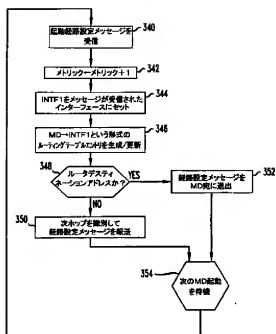 起動経路設定メッセージを
受信
340
メトリック←メトリック+1
342
INTF1をメッセージが受信された
インターフェースにセット
344
MD→INTF1という形式の
ルーティングテーブルエントリを生成/更新
346
348
ルータデスティ
ネーションアドレスか?
YES
経路設定メッセージを
MD宛に送出
352
NO
350
次ホップを識別して
経路設定メッセージを転送
354
次のMD起動
を待機